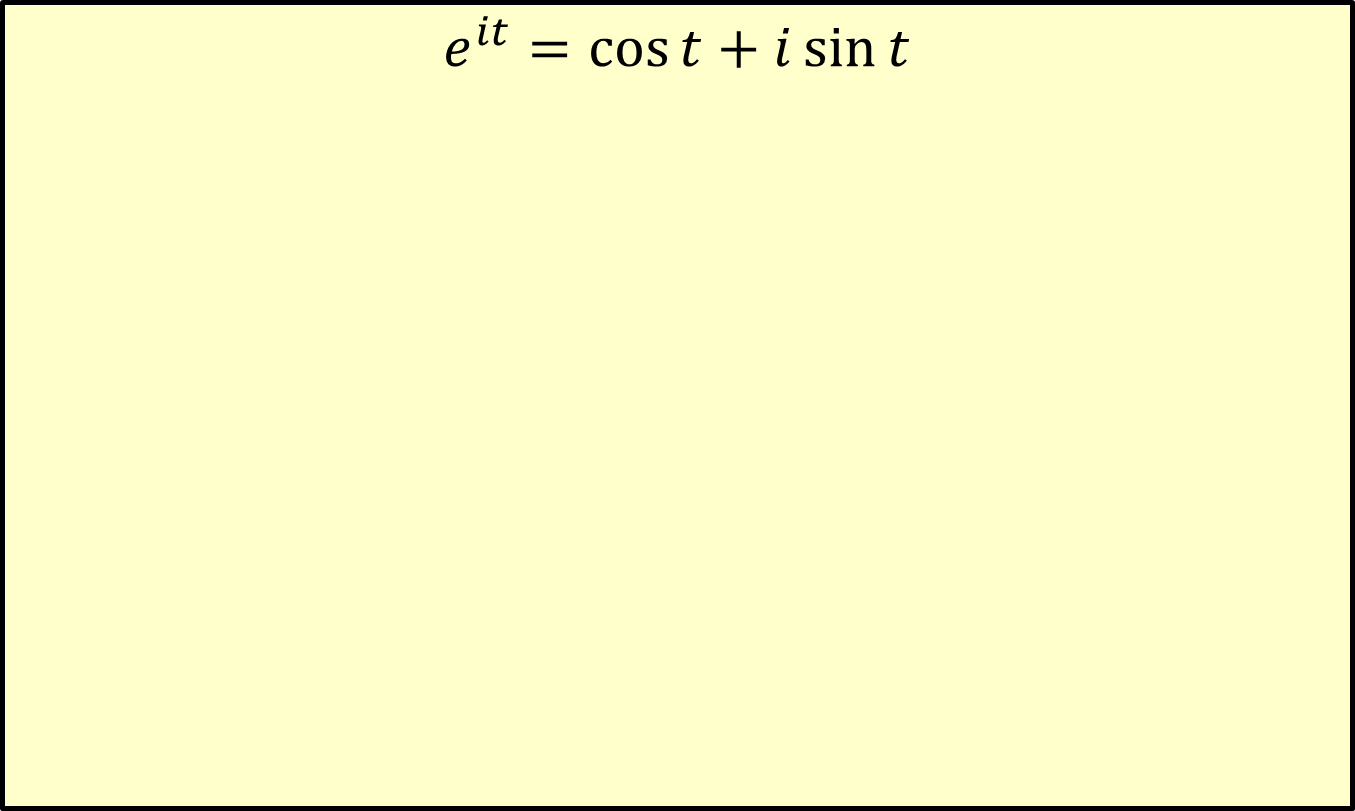 e^{it} = cos t + i sin t